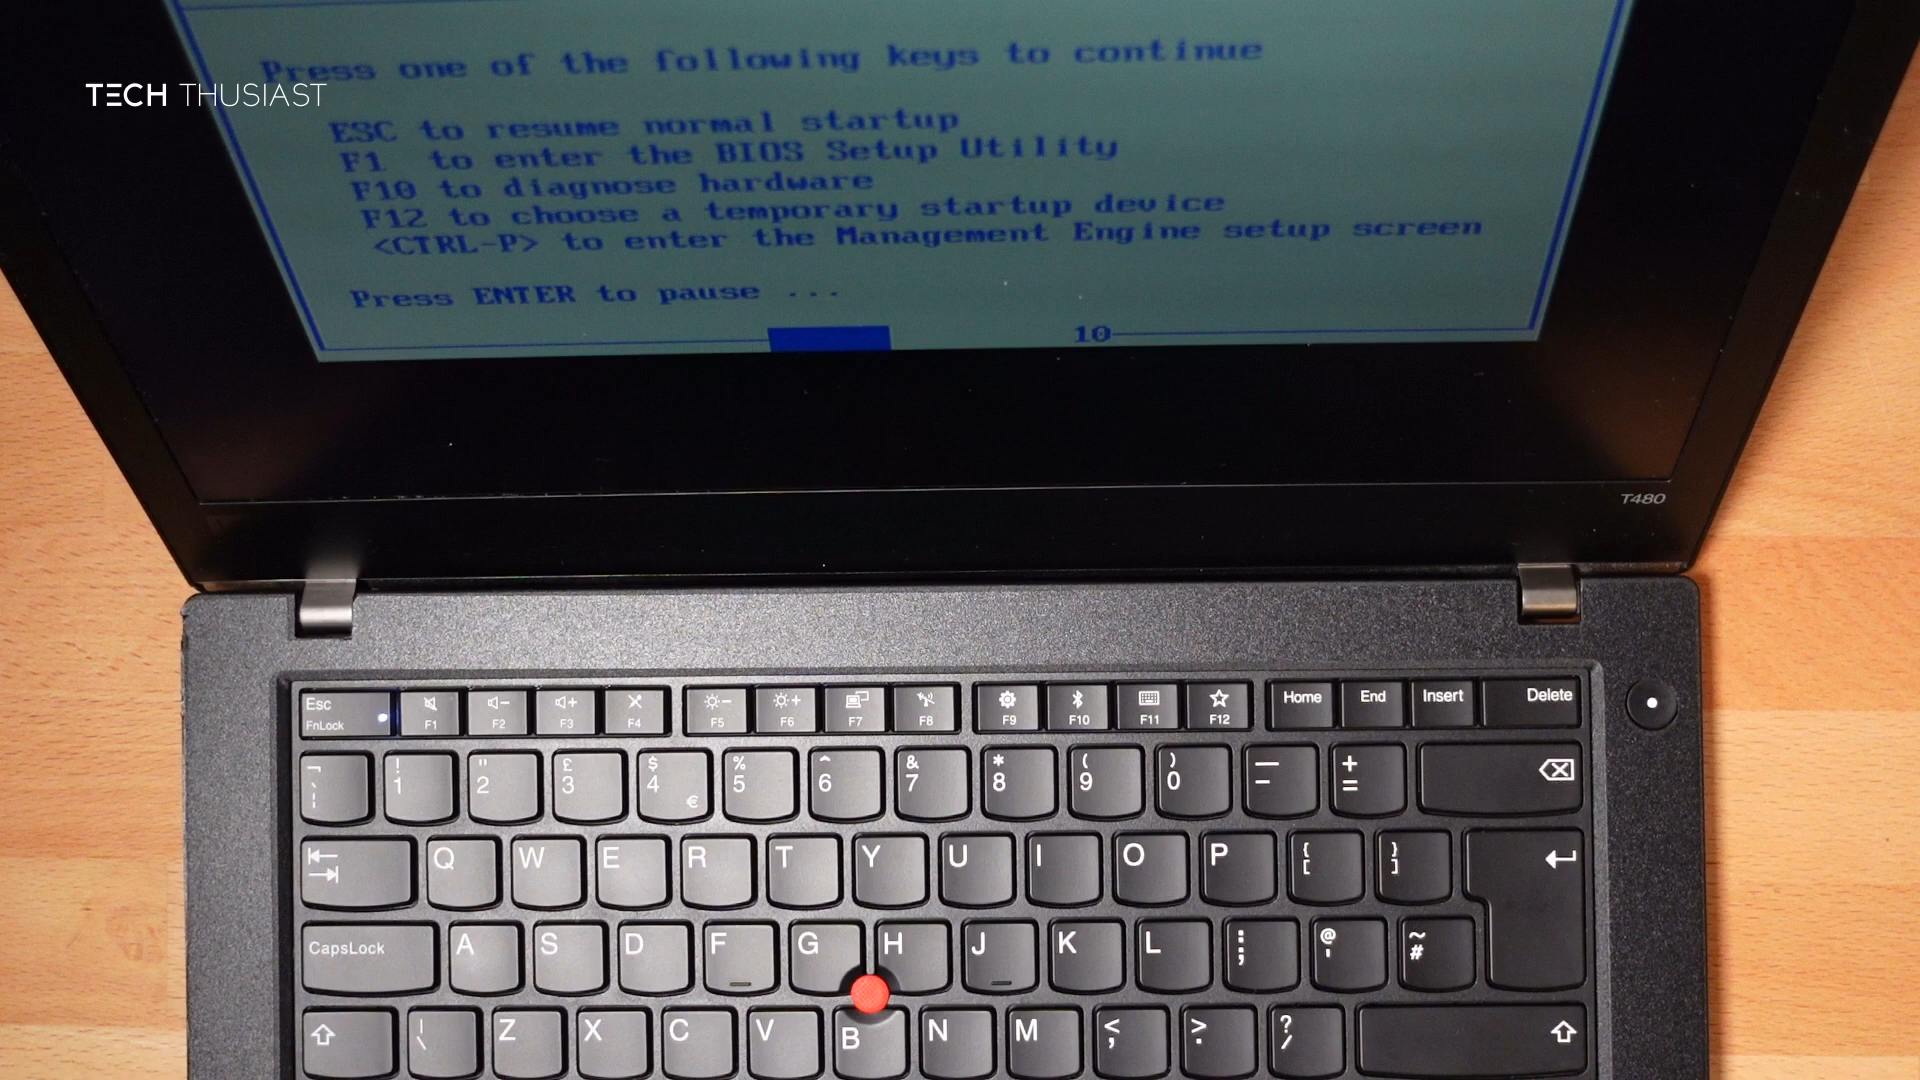 TECH THUSIAST
Press one of the following keys to continue
ESC to resume normal startup
F1 to enter the BIOS Setup Utility
F10 to diagnose hardware
F12 to choose a temporary startup device
<CTRL-P> to enter the Management Engine setup screen
Press ENTER to pause ...
10
T480
Esc FnLock F1 F2 F3 F4 F5 F6 F7 F8 F9 F10 F11 F12 Home End Insert Delete
¬ ` ¦ ! 1 " 2 £ 3 $ 4 € % 5 ^ 6 & 7 * 8 ( 9 ) 0 _ - + =
Q W E R T Y U I O P { [ } ]
CapsLock A S D F G H J K L : ; @ ' ~ #
| \ Z X C V B N M < , > . ? /